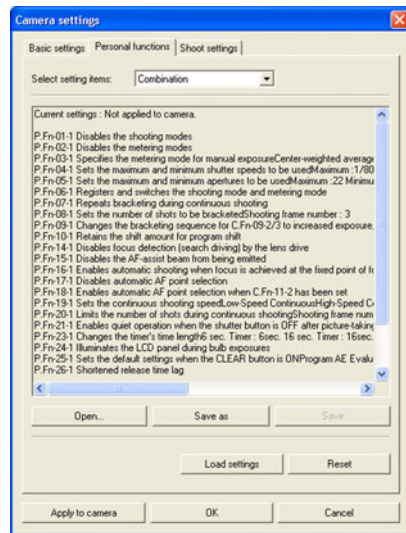 Camera settings
Basic settings Personal functions Shoot settings
Select setting items: Combination
Current settings : Not applied to camera.
P.Fn-01-1 Disables the shooting modes
P.Fn-02-1 Disables the metering modes
P.Fn-03-1 Specifies the metering mode for manual exposureCenter-weighted average
P.Fn-04-1 Sets the maximum and minimum shutter speeds to be usedMaximum :1/80
P.Fn-05-1 Sets the maximum and minimum apertures to be usedMaximum :22 Minimu
P.Fn-06-1 Registers and switches the shooting mode and metering mode
P.Fn-07-1 Repeats bracketing during continuous shooting
P.Fn-08-1 Sets the number of shots to be bracketedShooting frame number : 3
P.Fn-09-1 Changes the bracketing sequence for C.Fn-09-2/3 to increased exposure,
P.Fn-10-1 Retains the shift amount for program shift
P.Fn-14-1 Disables focus detection (search driving) by the lens drive
P.Fn-15-1 Disables the AF-assist beam from being emitted
P.Fn-16-1 Enables automatic shooting when focus is achieved at the fixed point of fo
P.Fn-17-1 Disables automatic AF point selection
P.Fn-18-1 Enables automatic AF point selection when C.Fn-11-2 has been set
P.Fn-19-1 Sets the continuous shooting speedLow-Speed ContinuousHigh-Speed Co
P.Fn-20-1 Limits the number of shots during continuous shootingShooting frame num
P.Fn-21-1 Enables quiet operation when the shutter button is OFF after picture-taking
P.Fn-23-1 Changes the timer's time length6 sec. Timer : 6sec. 16 sec. Timer : 16sec.
P.Fn-24-1 Illuminates the LCD panel during bulb exposures
P.Fn-25-1 Sets the default settings when the CLEAR button is ONProgram AE Evalu
P.Fn-26-1 Shortened release time lag
Open... Save as Save
Load settings Reset
Apply to camera OK Cancel